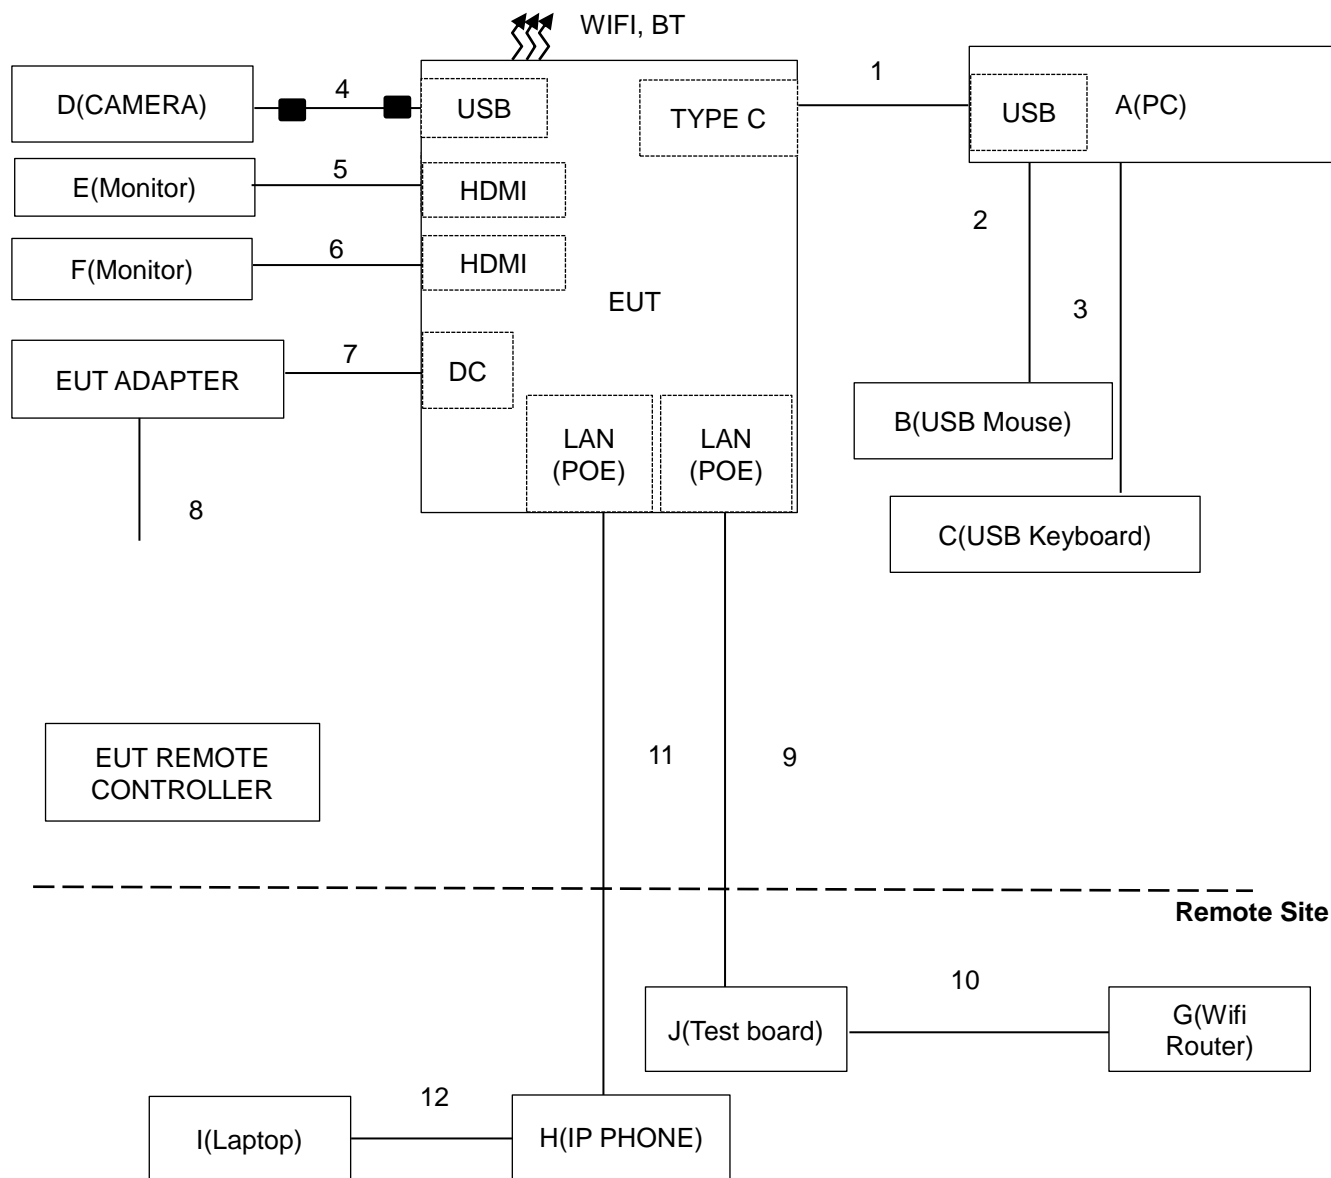 WIFI, BT
D(CAMERA)
4
USB
TYPE C
1
USB
A(PC)
E(Monitor)
5
HDMI
2
F(Monitor)
6
HDMI
EUT
3
EUT ADAPTER
7
DC
B(USB Mouse)
LAN
(POE)
LAN
(POE)
8
C(USB Keyboard)
EUT REMOTE
CONTROLLER
11
9
Remote Site
10
J(Test board)
G(Wifi
Router)
12
I(Laptop)
H(IP PHONE)